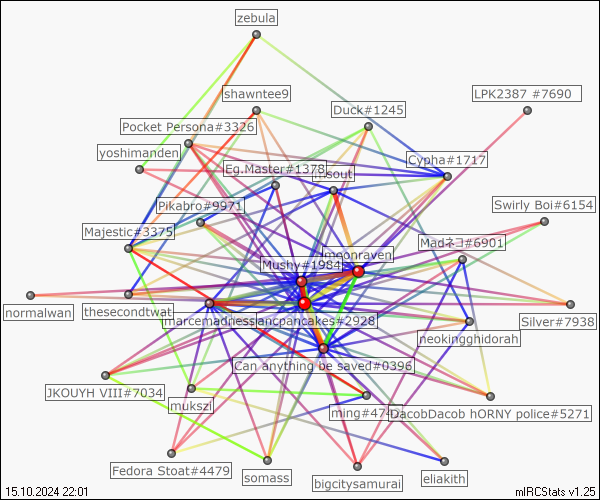 zebula
shawntee9
LPK2387 #7690
Duck#1245
Pocket Persona#3326
yoshimanden
Cypha#1717
Eg.Master#1378
sout
Pikabro#9971
Swirly Boi#6154
Majestic#3375
Madネコ#6901
moonraven
Mushy#1984
normalwan
thesecondtwat
Silver#7938
marcemadness
ancpancakes#2928
neokingghidorah
Can anything be saved#0396
JKOUYH VIII#7034
mukszi
DacobDacob hORNY police#5271
Fedora Stoat#4479
somass
bigcitysamurai
eliakith
15.10.2024 22:01
mIRCStats v1.25